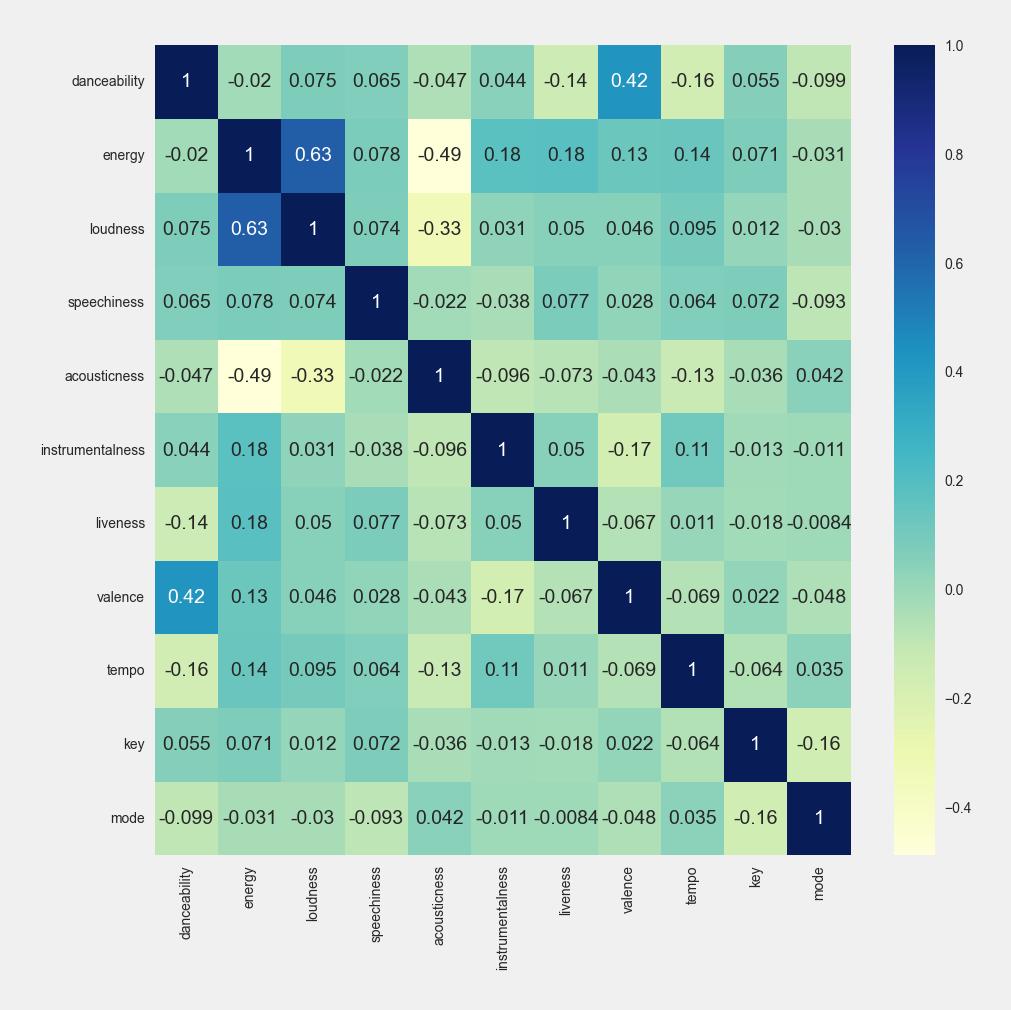 danceability 1 -0.02 0.075 0.065 -0.047 0.044 -0.14 0.42 -0.16 0.055 -0.099
energy -0.02 1 0.63 0.078 -0.49 0.18 0.18 0.13 0.14 0.071 -0.031
loudness 0.075 0.63 1 0.074 -0.33 0.031 0.05 0.046 0.095 0.012 -0.03
speechiness 0.065 0.078 0.074 1 -0.022 -0.038 0.077 0.028 0.064 0.072 -0.093
acousticness -0.047 -0.49 -0.33 -0.022 1 -0.096 -0.073 -0.043 -0.13 -0.036 0.042
instrumentalness 0.044 0.18 0.031 -0.038 -0.096 1 0.05 -0.17 0.11 -0.013 -0.011
liveness -0.14 0.18 0.05 0.077 -0.073 0.05 1 -0.067 0.011 -0.018 -0.0084
valence 0.42 0.13 0.046 0.028 -0.043 -0.17 -0.067 1 -0.069 0.022 -0.048
tempo -0.16 0.14 0.095 0.064 -0.13 0.11 0.011 -0.069 1 -0.064 0.035
key 0.055 0.071 0.012 0.072 -0.036 -0.013 -0.018 0.022 -0.064 1 -0.16
mode -0.099 -0.031 -0.03 -0.093 0.042 -0.011 -0.0084 -0.048 0.035 -0.16 1
danceability energy loudness speechiness acousticness instrumentalness liveness valence tempo key mode
1.0
0.8
0.6
0.4
0.2
0.0
−0.2
−0.4